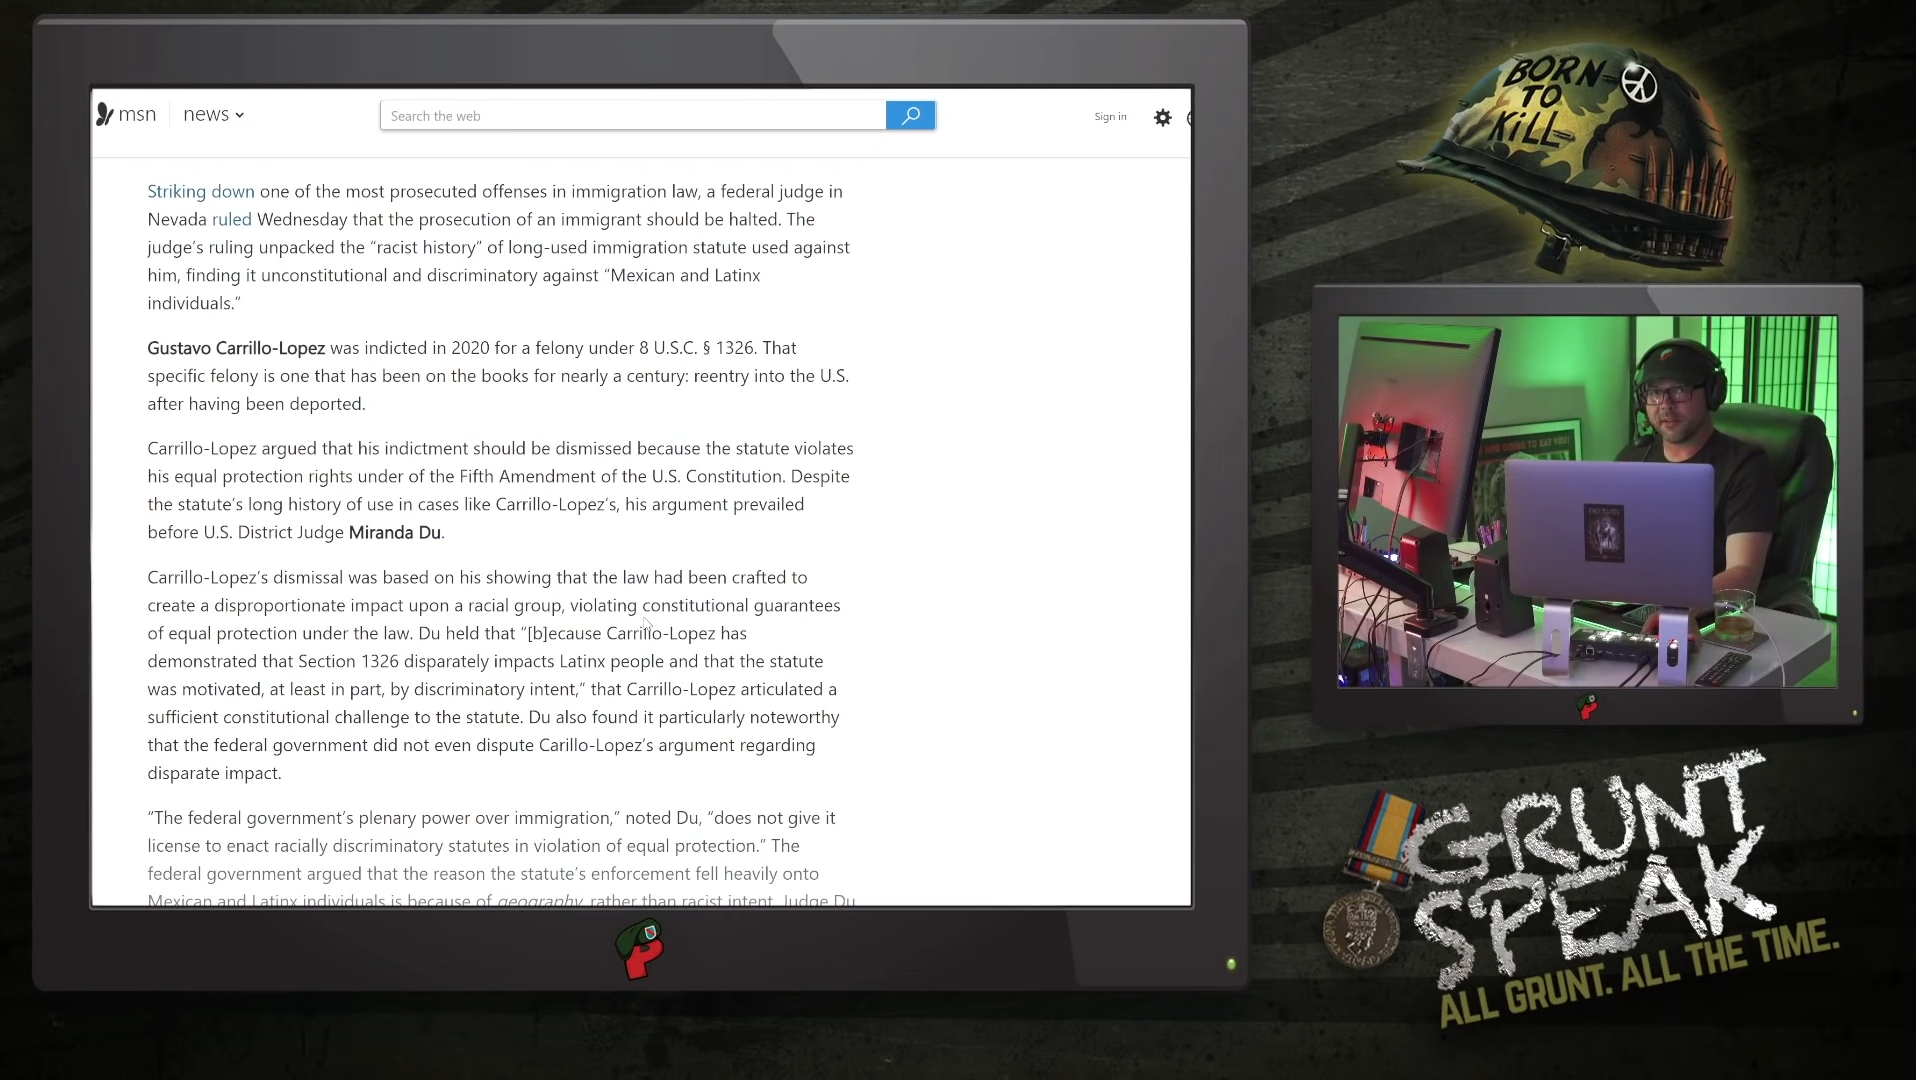 msn
news
Search the web
Sign in
Striking down one of the most prosecuted offenses in immigration law, a federal judge in
Nevada ruled Wednesday that the prosecution of an immigrant should be halted. The
judge’s ruling unpacked the “racist history” of long-used immigration statute used against
him, finding it unconstitutional and discriminatory against “Mexican and Latinx
individuals.”
Gustavo Carrillo-Lopez was indicted in 2020 for a felony under 8 U.S.C. § 1326. That
specific felony is one that has been on the books for nearly a century: reentry into the U.S.
after having been deported.
Carrillo-Lopez argued that his indictment should be dismissed because the statute violates
his equal protection rights under of the Fifth Amendment of the U.S. Constitution. Despite
the statute’s long history of use in cases like Carrillo-Lopez’s, his argument prevailed
before U.S. District Judge Miranda Du.
Carrillo-Lopez’s dismissal was based on his showing that the law had been crafted to
create a disproportionate impact upon a racial group, violating constitutional guarantees
of equal protection under the law. Du held that “[b]ecause Carrillo-Lopez has
demonstrated that Section 1326 disparately impacts Latinx people and that the statute
was motivated, at least in part, by discriminatory intent,” that Carrillo-Lopez articulated a
sufficient constitutional challenge to the statute. Du also found it particularly noteworthy
that the federal government did not even dispute Carillo-Lopez’s argument regarding
disparate impact.
“The federal government’s plenary power over immigration,” noted Du, “does not give it
license to enact racially discriminatory statutes in violation of equal protection.” The
federal government argued that the reason the statute’s enforcement fell heavily onto
Mexican and Latinx individuals is because of geography, rather than racist intent. Judge Du
BORN
TO
KILL
GOING TO EAT YOU!
P
GRUNT
SPEAK
ALL GRUNT. ALL THE TIME.